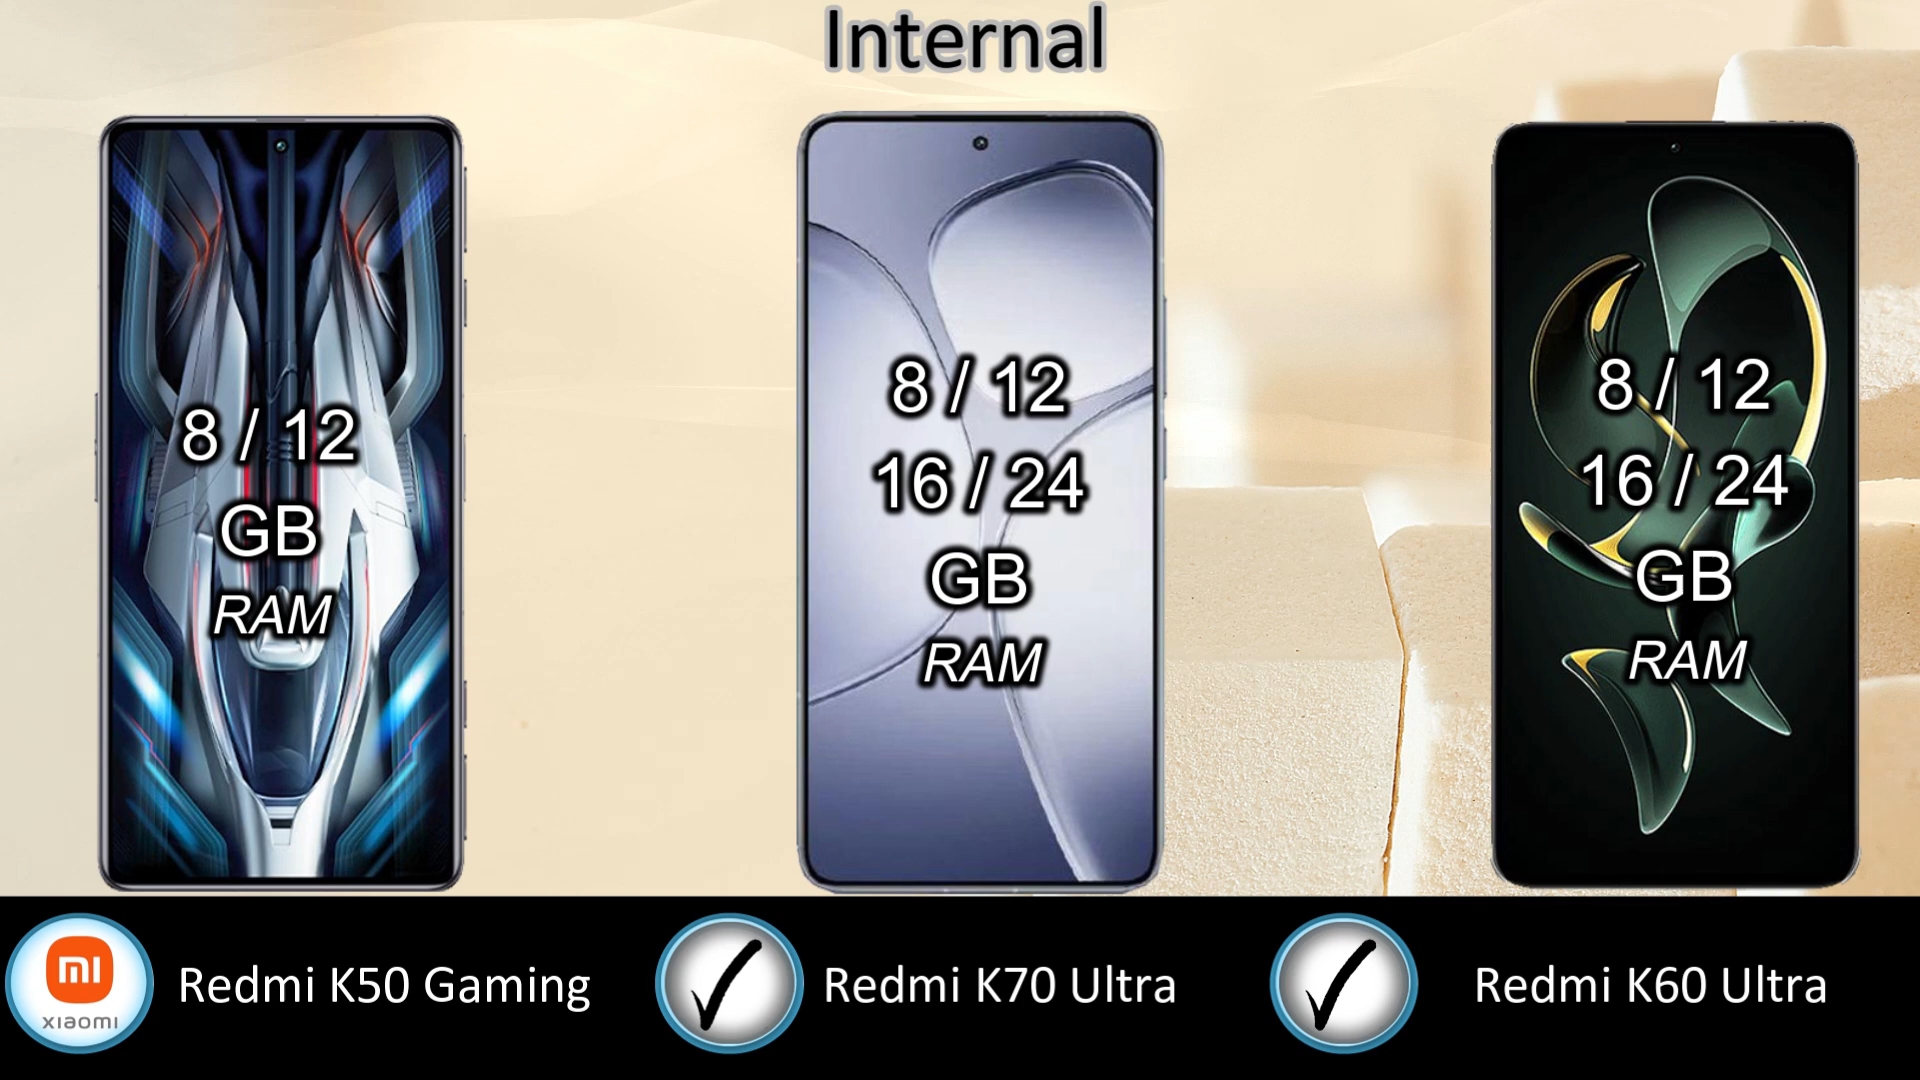 Internal
8 / 12
GB
RAM
8 / 12
16 / 24
GB
RAM
8 / 12
16 / 24
GB
RAM
mi
xiaomi
Redmi K50 Gaming
Redmi K70 Ultra
Redmi K60 Ultra